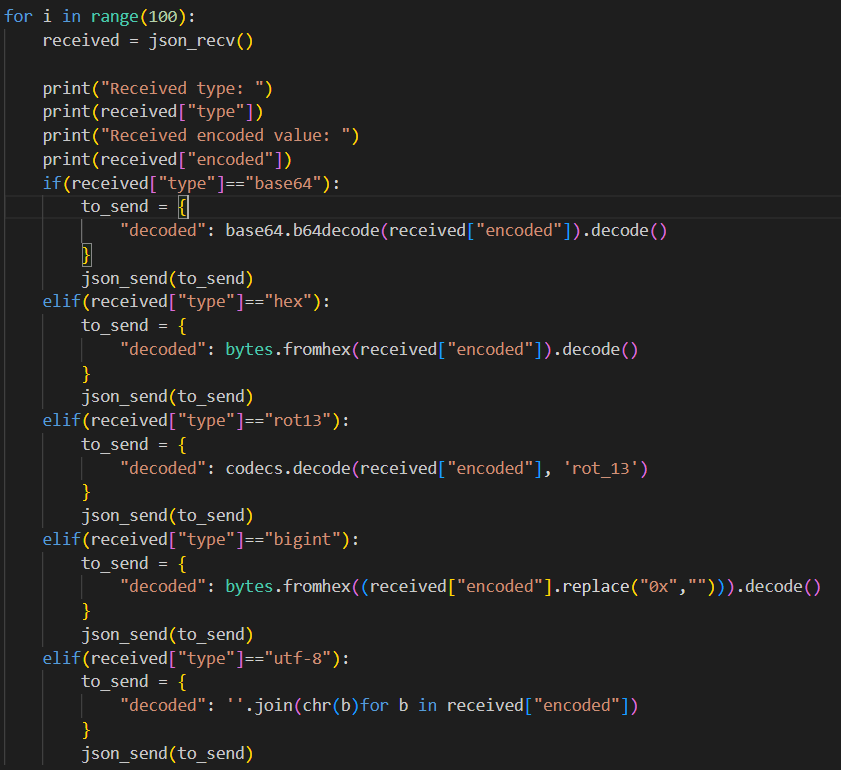 for i in range(100):
    received = json_recv()

    print("Received type: ")
    print(received["type"])
    print("Received encoded value: ")
    print(received["encoded"])
    if(received["type"]=="base64"):
        to_send = {
            "decoded": base64.b64decode(received["encoded"]).decode()
        }
        json_send(to_send)
    elif(received["type"]=="hex"):
        to_send = {
            "decoded": bytes.fromhex(received["encoded"]).decode()
        }
        json_send(to_send)
    elif(received["type"]=="rot13"):
        to_send = {
            "decoded": codecs.decode(received["encoded"], 'rot_13')
        }
        json_send(to_send)
    elif(received["type"]=="bigint"):
        to_send = {
            "decoded": bytes.fromhex((received["encoded"].replace("0x",""))).decode()
        }
        json_send(to_send)
    elif(received["type"]=="utf-8"):
        to_send = {
            "decoded": ''.join(chr(b)for b in received["encoded"])
        }
        json_send(to_send)